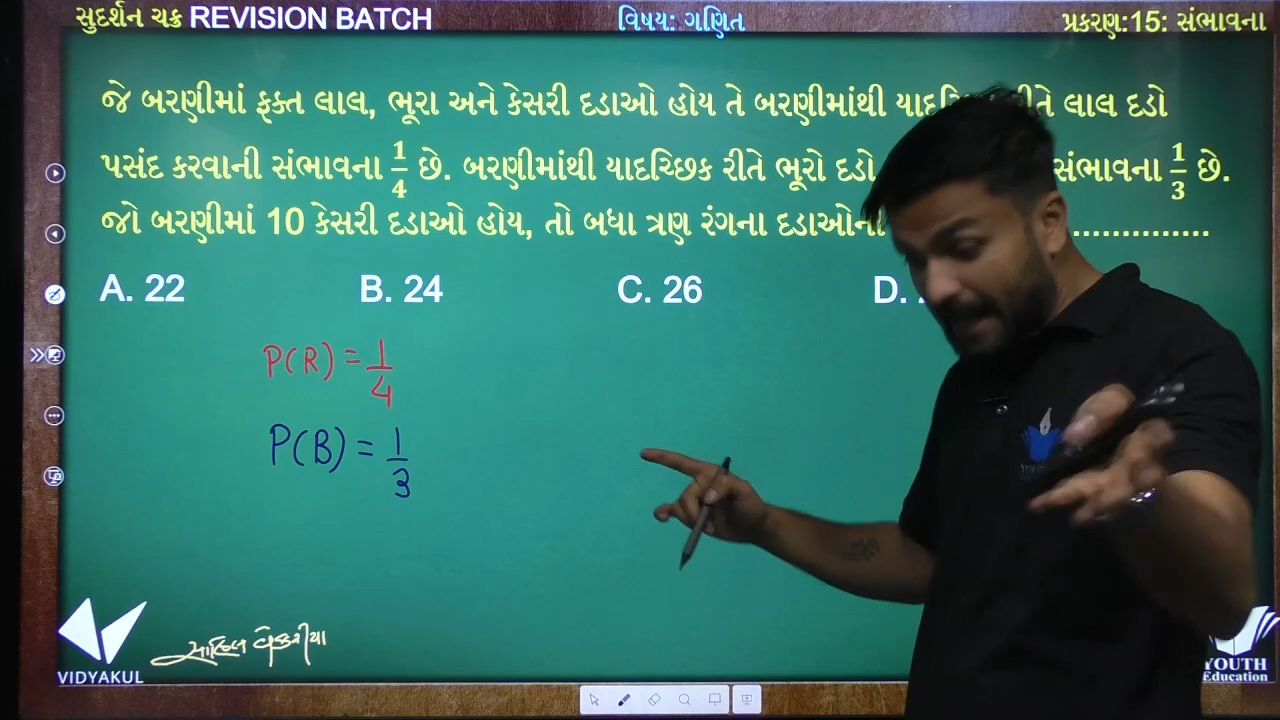 સુદર્શન ચક્ર REVISION BATCH
વિષય: ગણિત
પ્રકરણ:15: સંભાવના
જે બરણીમાં ફક્ત લાલ, ભૂરા અને કેસરી દડાઓ હોય તે બરણીમાંથી લાલ દડો
પસંદ કરવાની સંભાવના 1/4 છે. બરણીમાંથી યાદચ્છિક રીતે ભૂરો દડો સંભાવના 1/3 છે.
જો બરણીમાં 10 કેસરી દડાઓ હોય, તો બધા ત્રણ રંગના દડાઓની ...............
A. 22
B. 24
C. 26
D.
P(R) = 1/4
P(B) = 1/3
VIDYAKUL
YOUTH
Education